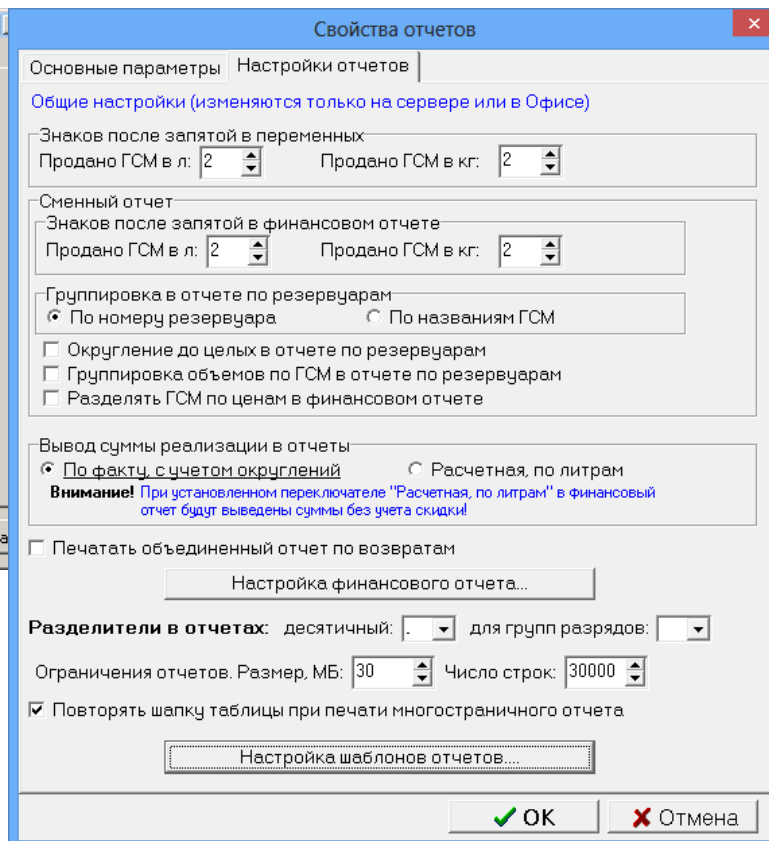 Свойства отчетов
Основные параметры Настройки отчетов
Общие настройки (изменяются только на сервере или в Офисе)
Знаков после запятой в переменных
Продано ГСМ в л: 2 Продано ГСМ в кг: 2
Сменный отчет
Знаков после запятой в финансовом отчете
Продано ГСМ в л: 2 Продано ГСМ в кг: 2
Группировка в отчете по резервуарам
По номеру резервуара По названиям ГСМ
Округление до целых в отчете по резервуарам
Группировка объемов по ГСМ в отчете по резервуарам
Разделять ГСМ по ценам в финансовом отчете
Вывод суммы реализации в отчеты
По факту, с учетом округлений Расчетная, по литрам
Внимание! При установленном переключателе "Расчетная, по литрам" в финансовый
отчет будут выведены суммы без учета скидки!
Печатать объединенный отчет по возвратам
Настройка финансового отчета...
Разделители в отчетах: десятичный: . для групп разрядов:
Ограничения отчетов. Размер, МБ: 30 Число строк: 30000
Повторять шапку таблицы при печати многостраничного отчета
Настройка шаблонов отчетов....
OK Отмена